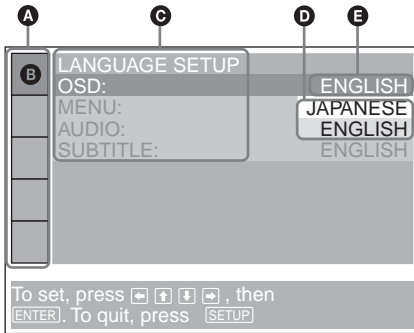 A C D E
B
LANGUAGE SETUP
OSD: ENGLISH
MENU: JAPANESE
AUDIO: ENGLISH
SUBTITLE: ENGLISH
To set, press ← ↑ ↓ → , then
ENTER . To quit, press SETUP